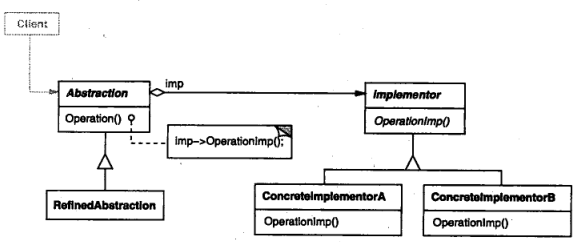 Client
Abstraction
imp
Implementor
Operation()
OperationImp()
imp->OperationImp();
RefinedAbstraction
ConcreteImplementorA
ConcreteImplementorB
OperationImp()
OperationImp()